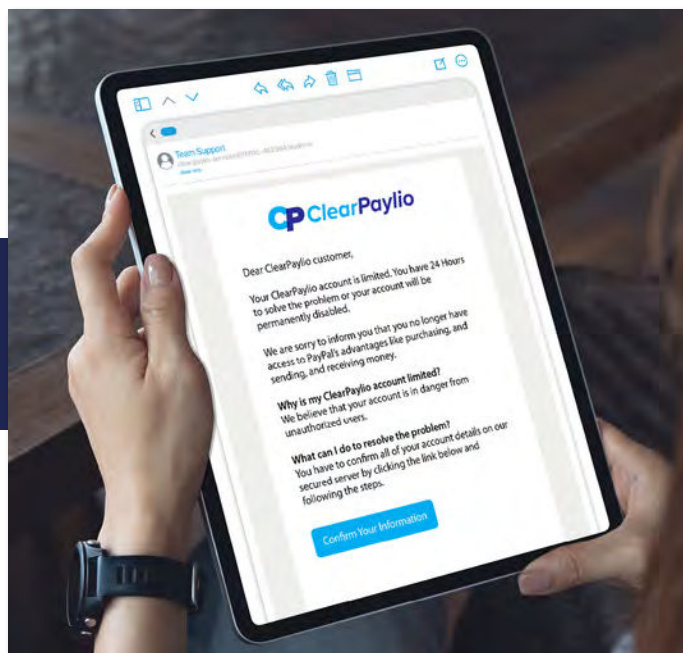 Team Support
CP ClearPaylio
Dear ClearPaylio customer,
Your ClearPaylio account is limited. You have 24 Hours
to solve the problem or your account will be
permanently disabled.
We are sorry to inform you that you no longer have
access to PayPal's advantages like purchasing, and
sending, and receiving money.
Why is my ClearPaylio account limited?
We believe that your account is in danger from
unauthorized users.
What can I do to resolve the problem?
You have to confirm all of your account details on our
secured server by clicking the link below and
following the steps.
Confirm Your Information